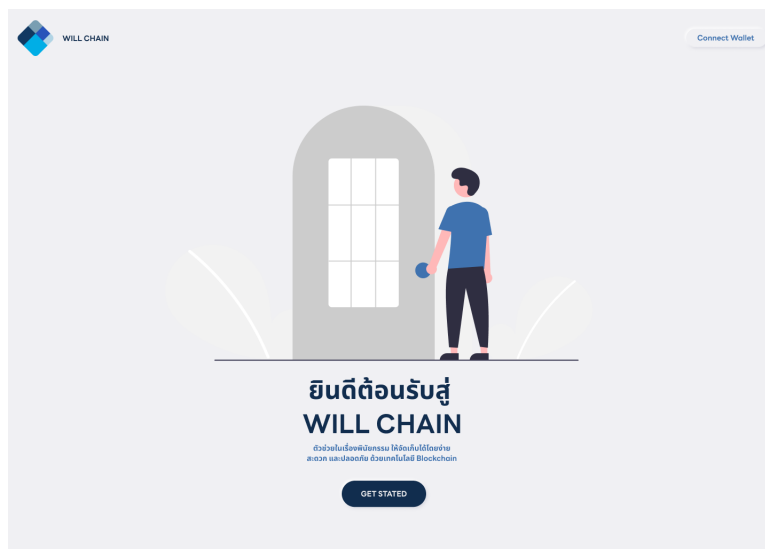 WILL CHAIN
Connect Wallet
ยินดีต้อนรับสู่
WILL CHAIN
ตัวช่วยในเรื่องพินัยกรรม ให้จัดเก็บได้โดยง่าย
สะดวก และปลอดภัย ด้วยเทคโนโลยี Blockchain
GET STATED